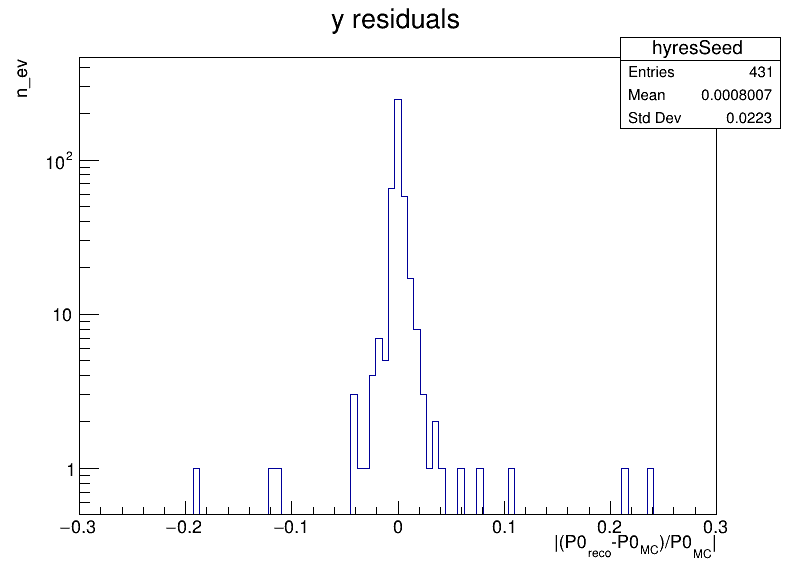 y residuals
hyresSeed
Entries 431
Mean 0.0008007
Std Dev 0.0223
n_ev
10²
10
1
−0.3 −0.2 −0.1 0 0.1 0.2 0.3
|(P0reco-P0MC)/P0MC|